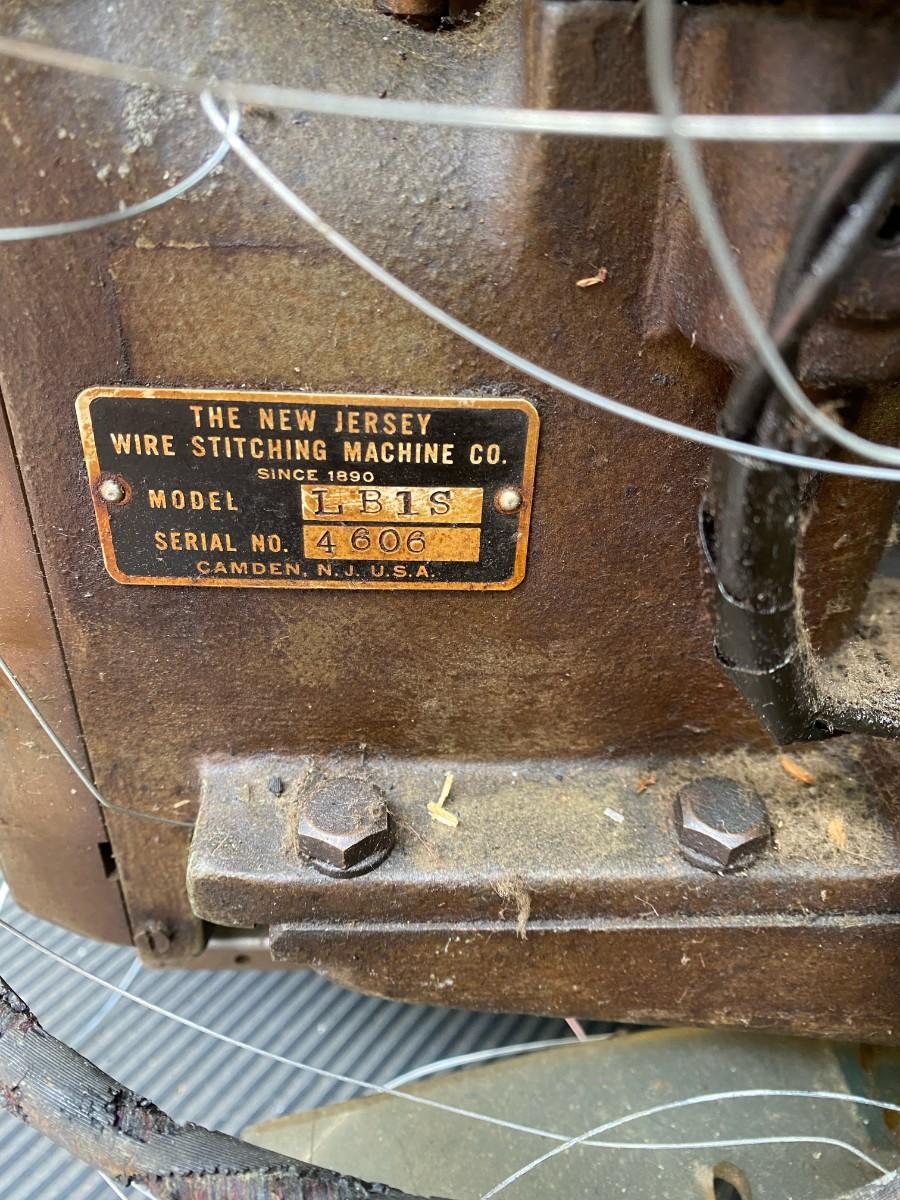 THE NEW JERSEY
WIRE STITCHING MACHINE CO.
SINCE 1890
MODEL LB1S
SERIAL NO. 4606
CAMDEN, N.J. U.S.A.